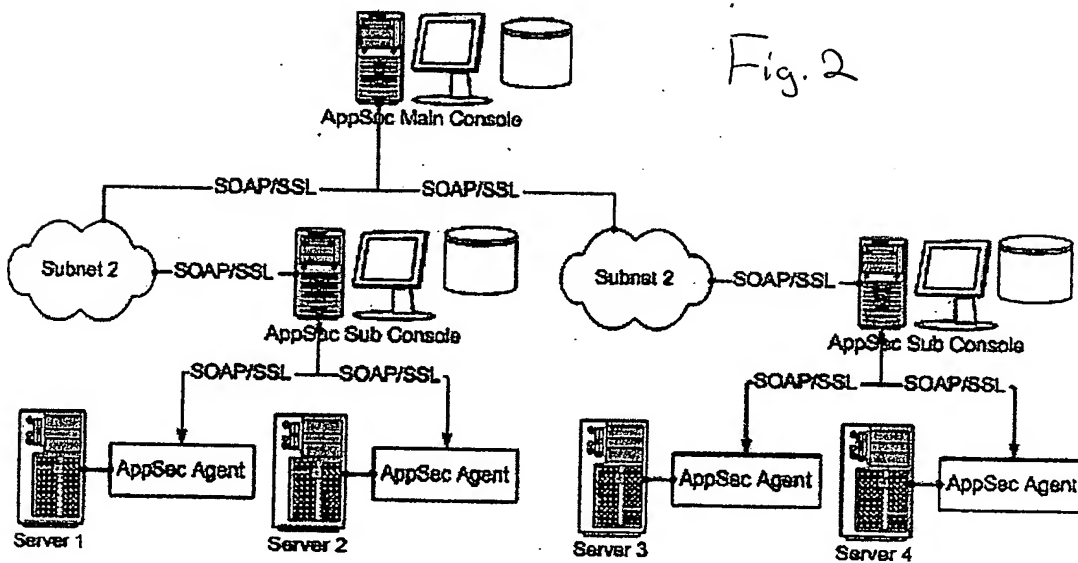 Fig. 2
AppSec Main Console
SOAP/SSL SOAP/SSL
Subnet 2 SOAP/SSL
Subnet 2 SOAP/SSL
AppSec Sub Console
AppSec Sub Console
SOAP/SSL SOAP/SSL
SOAP/SSL SOAP/SSL
AppSec Agent
AppSec Agent
AppSec Agent
AppSec Agent
Server 1
Server 2
Server 3
Server 4